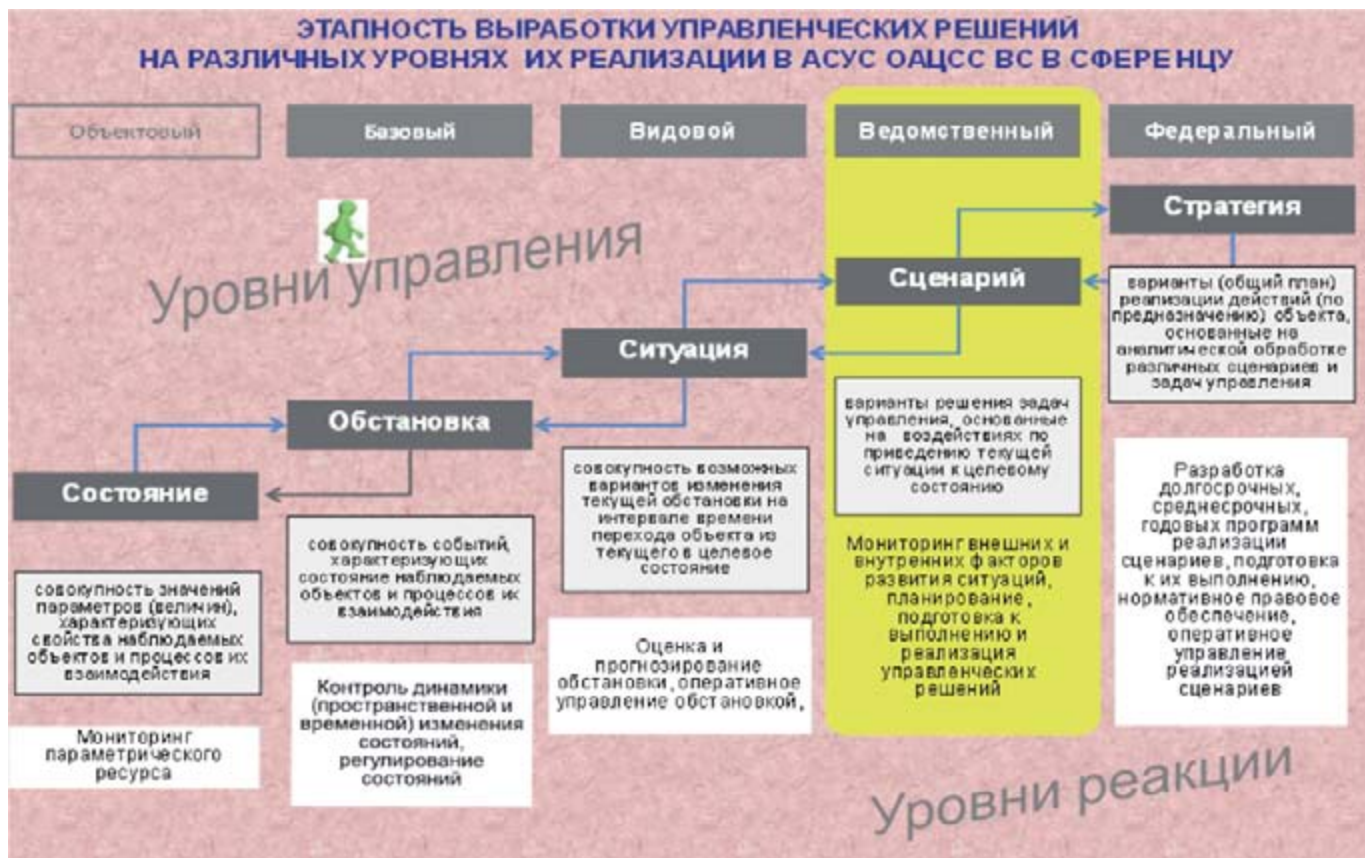 ЭТАПНОСТЬ ВЫРАБОТКИ УПРАВЛЕНЧЕСКИХ РЕШЕНИЙ
НА РАЗЛИЧНЫХ УРОВНЯХ ИХ РЕАЛИЗАЦИИ В АСУС ОАЦСС ВС В СФЕРЕ НЦУ
Объектовый
Базовый
Видовой
Ведомственный
Федеральный
Уровни управления
Состояние
совокупность значений
параметров (величин),
характеризующих
свойства наблюдаемых
объектов и процессов их
взаимодействия
Мониторинг
параметрического
ресурса
Обстановка
совокупность событий,
характеризующих
состояние наблюдаемых
объектов и процессов их
взаимодействия
Контроль динамики
(пространственной и
временной) изменения
состояний,
регулирование
состояний
Ситуация
совокупность возможных
вариантов изменения
текущей обстановки на
интервале времени
перехода объекта из
текущего в целевое
состояние
Оценка и
прогнозирование
обстановки, оперативное
управление обстановкой,
Сценарий
варианты решения задач
управления, основанные
на воздействиях по
приведению текущей
ситуации к целевому
состоянию
Мониторинг внешних и
внутренних факторов
развития ситуаций,
планирование,
подготовка к
выполнению и
реализация
управленческих
решений
Стратегия
варианты (общий план)
реализации действий (по
предназначению) объекта,
основанные на
аналитической обработке
различных сценариев и
задач управления
Разработка
долгосрочных,
среднесрочных,
годовых программ
реализации
сценариев, подготовка
к их выполнению,
нормативное правовое
обеспечение,
оперативное
управление
реализацией
сценариев
Уровни реакции